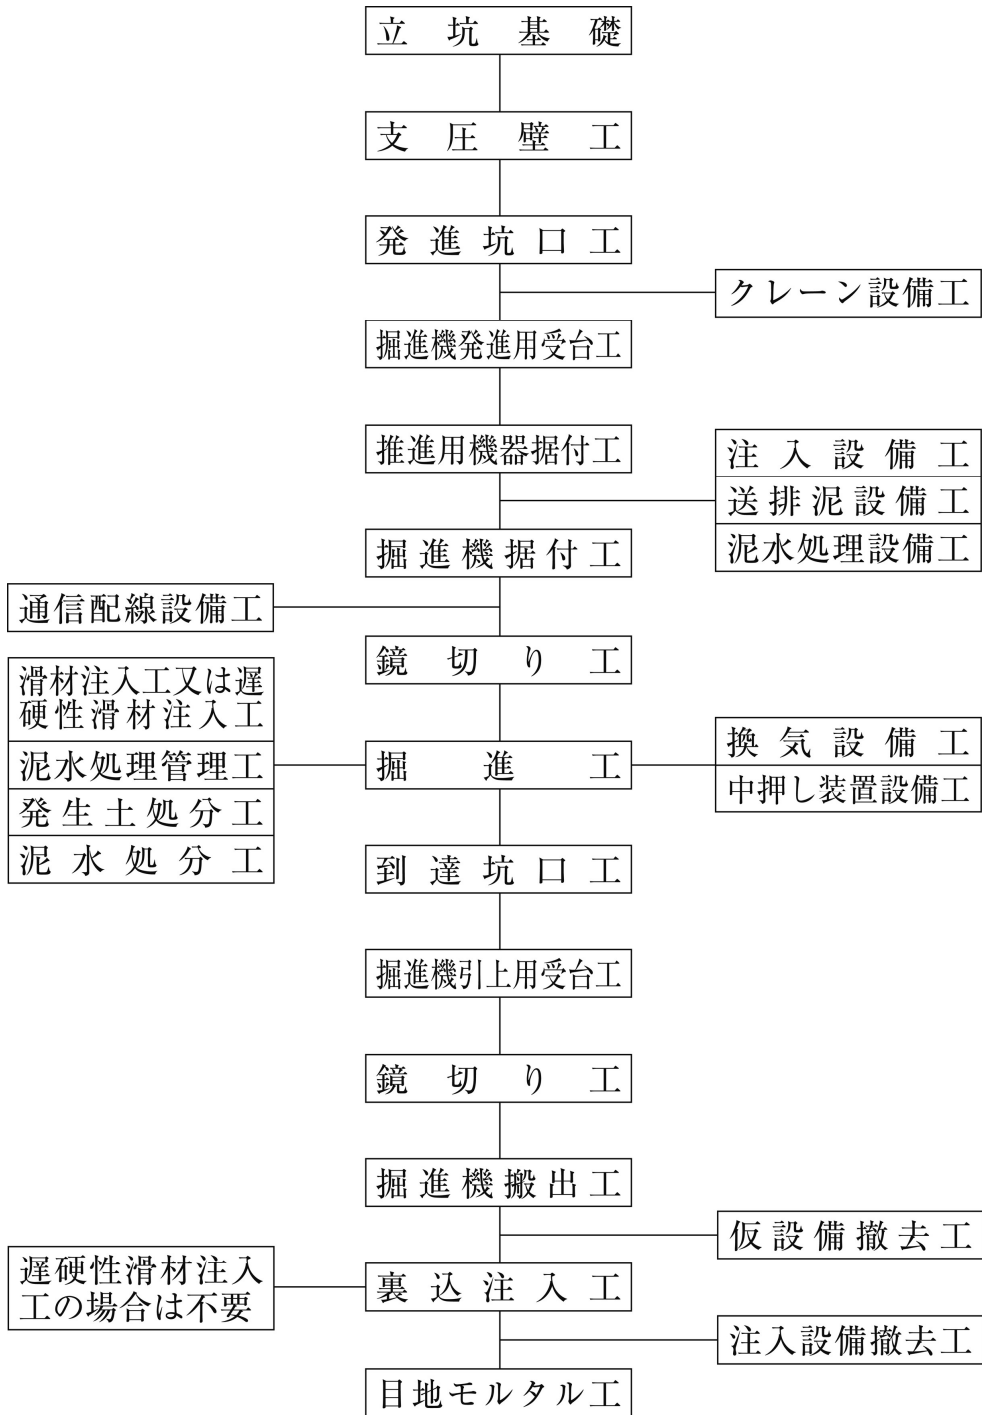 立坑基礎
支圧壁工
発進坑口工
クレーン設備工
掘進機発進用受台工
推進用機器据付工
注入設備工
送排泥設備工
泥水処理設備工
掘進機据付工
通信配線設備工
鏡切り工
滑材注入工又は遅
硬性滑材注入工
泥水処理管理工
発生土処分工
泥水処分工
掘進工
換気設備工
中押し装置設備工
到達坑口工
掘進機引上用受台工
鏡切り工
掘進機搬出工
仮設備撤去工
遅硬性滑材注入
工の場合は不要
裏込注入工
注入設備撤去工
目地モルタル工